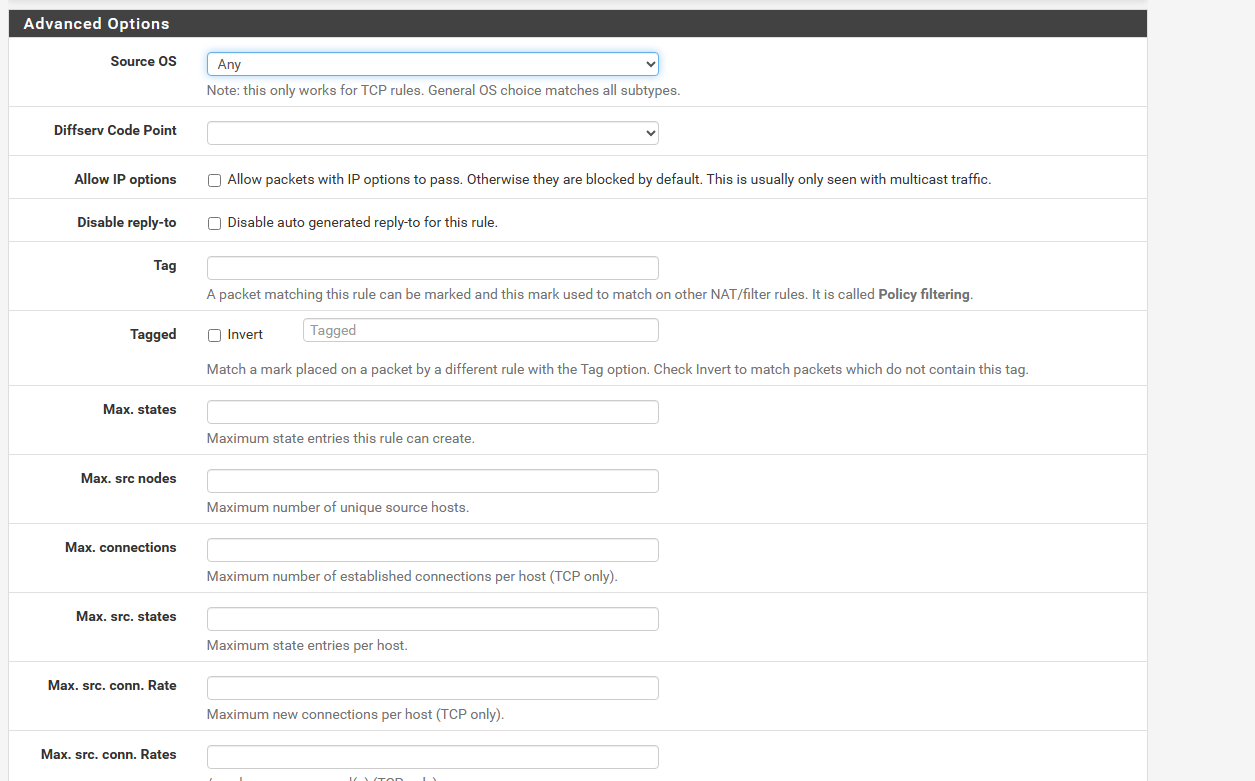 Advanced Options
Source OS
Any
Note: this only works for TCP rules. General OS choice matches all subtypes.
Diffserv Code Point
Allow IP options
Allow packets with IP options to pass. Otherwise they are blocked by default. This is usually only seen with multicast traffic.
Disable reply-to
Disable auto generated reply-to for this rule.
Tag
A packet matching this rule can be marked and this mark used to match on other NAT/filter rules. It is called Policy filtering.
Tagged
Invert
Tagged
Match a mark placed on a packet by a different rule with the Tag option. Check Invert to match packets which do not contain this tag.
Max. states
Maximum state entries this rule can create.
Max. src nodes
Maximum number of unique source hosts.
Max. connections
Maximum number of established connections per host (TCP only).
Max. src. states
Maximum state entries per host.
Max. src. conn. Rate
Maximum new connections per host (TCP only).
Max. src. conn. Rates